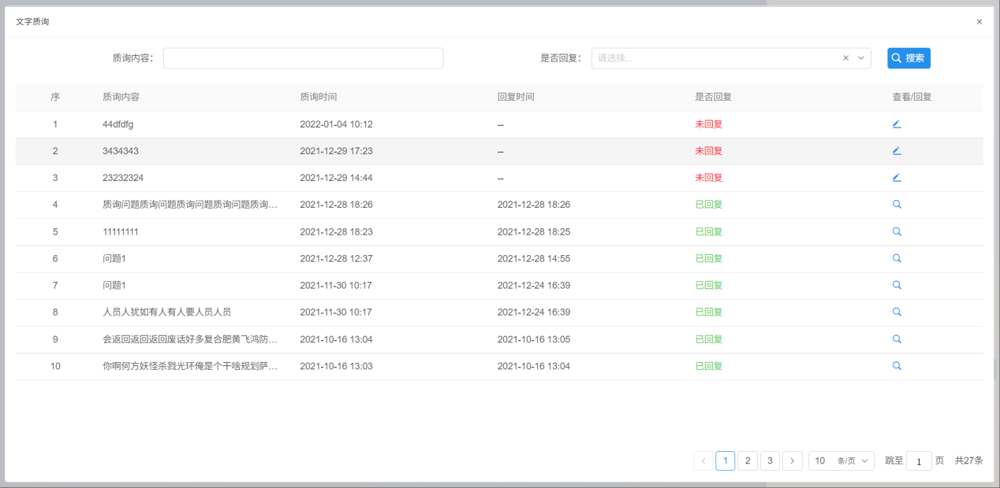 文字质询
质询内容： 是否回复： 请选择... 搜索
序 质询内容 质询时间 回复时间 是否回复 查看/回复
1 44dfdfg 2022-01-04 10:12 -- 未回复
2 3434343 2021-12-29 17:23 -- 未回复
3 23232324 2021-12-29 14:44 -- 未回复
4 质询问题质询问题质询问题质询问题质询... 2021-12-28 18:26 2021-12-28 18:26 已回复
5 11111111 2021-12-28 18:23 2021-12-28 18:25 已回复
6 问题1 2021-12-28 12:37 2021-12-28 14:55 已回复
7 问题1 2021-11-30 10:17 2021-12-24 16:39 已回复
8 人员人犹如有人有人要人员人员 2021-11-30 10:17 2021-12-24 16:39 已回复
9 会返回返回返回废话好多复合肥黄飞鸿防... 2021-10-16 13:04 2021-10-16 13:05 已回复
10 你啊何方妖怪杀戮光环俺是个干啥规划萨... 2021-10-16 13:03 2021-10-16 13:04 已回复
1 2 3 10 条/页 跳至 1 页 共27条